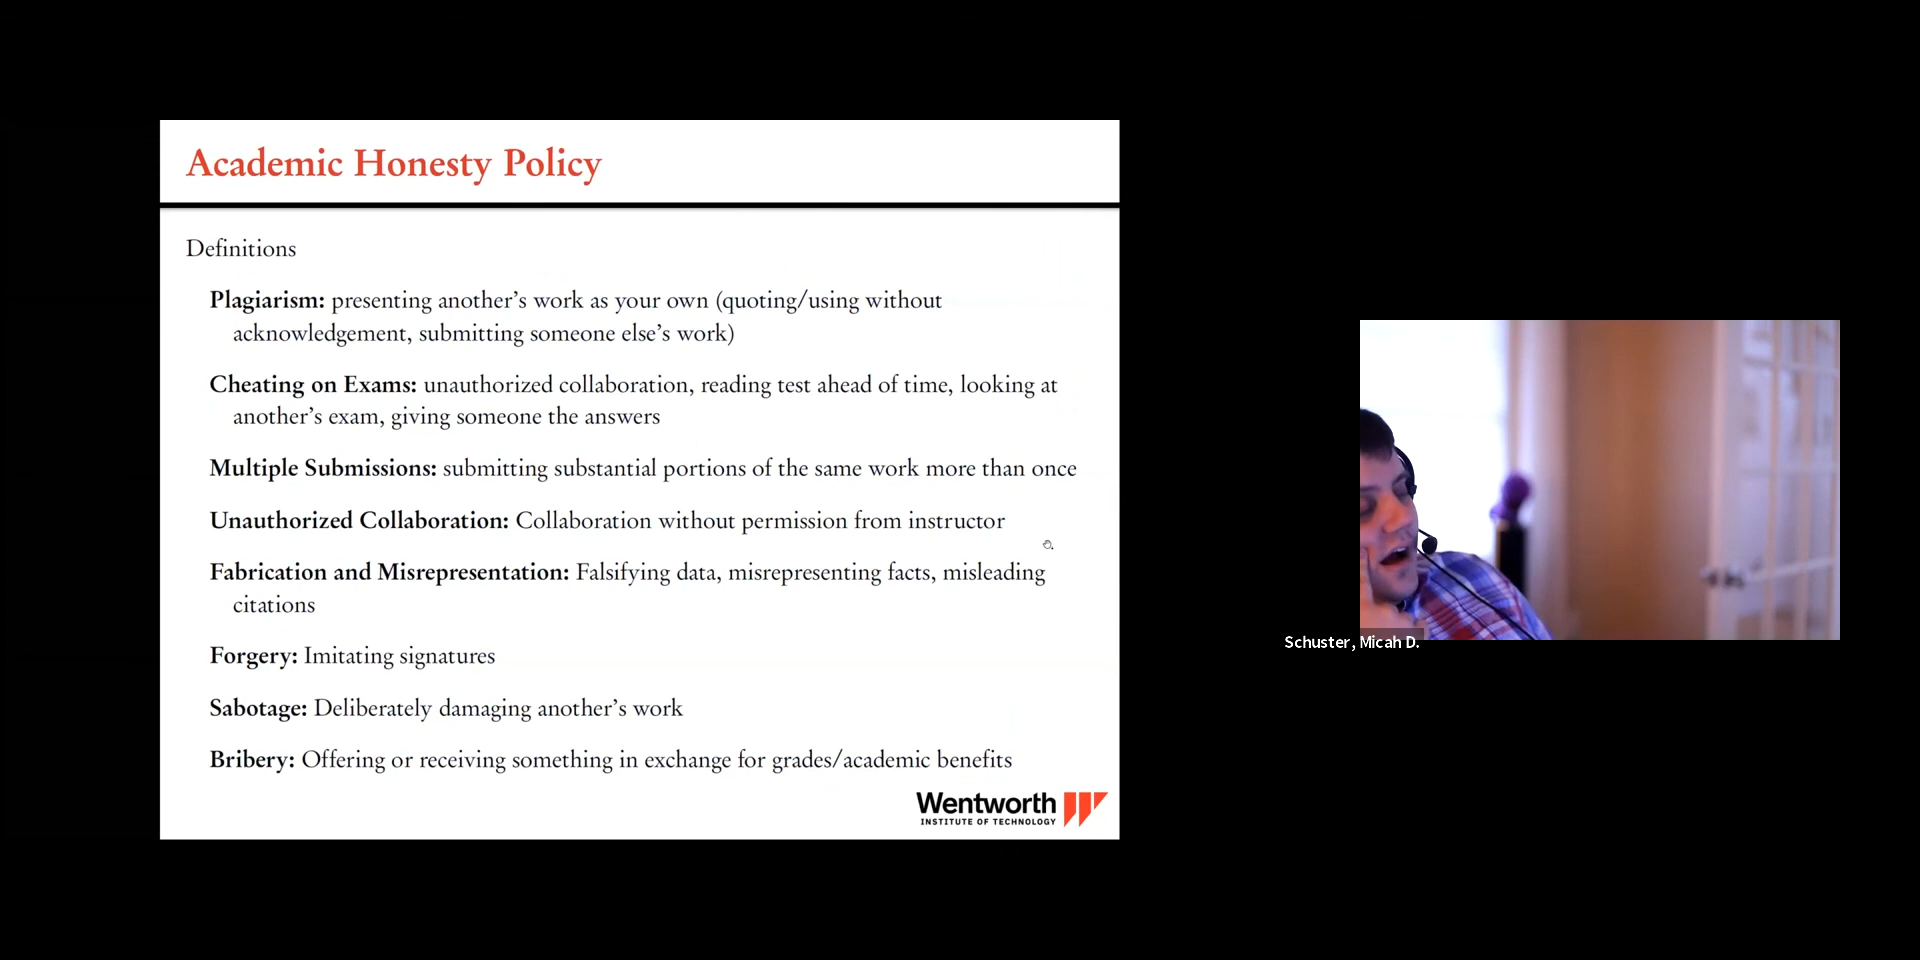 Academic Honesty Policy
Definitions
Plagiarism: presenting another’s work as your own (quoting/using without
acknowledgement, submitting someone else’s work)
Cheating on Exams: unauthorized collaboration, reading test ahead of time, looking at
another’s exam, giving someone the answers
Multiple Submissions: submitting substantial portions of the same work more than once
Unauthorized Collaboration: Collaboration without permission from instructor
Fabrication and Misrepresentation: Falsifying data, misrepresenting facts, misleading
citations
Forgery: Imitating signatures
Sabotage: Deliberately damaging another’s work
Bribery: Offering or receiving something in exchange for grades/academic benefits
Wentworth
INSTITUTE OF TECHNOLOGY
Schuster, Micah D.